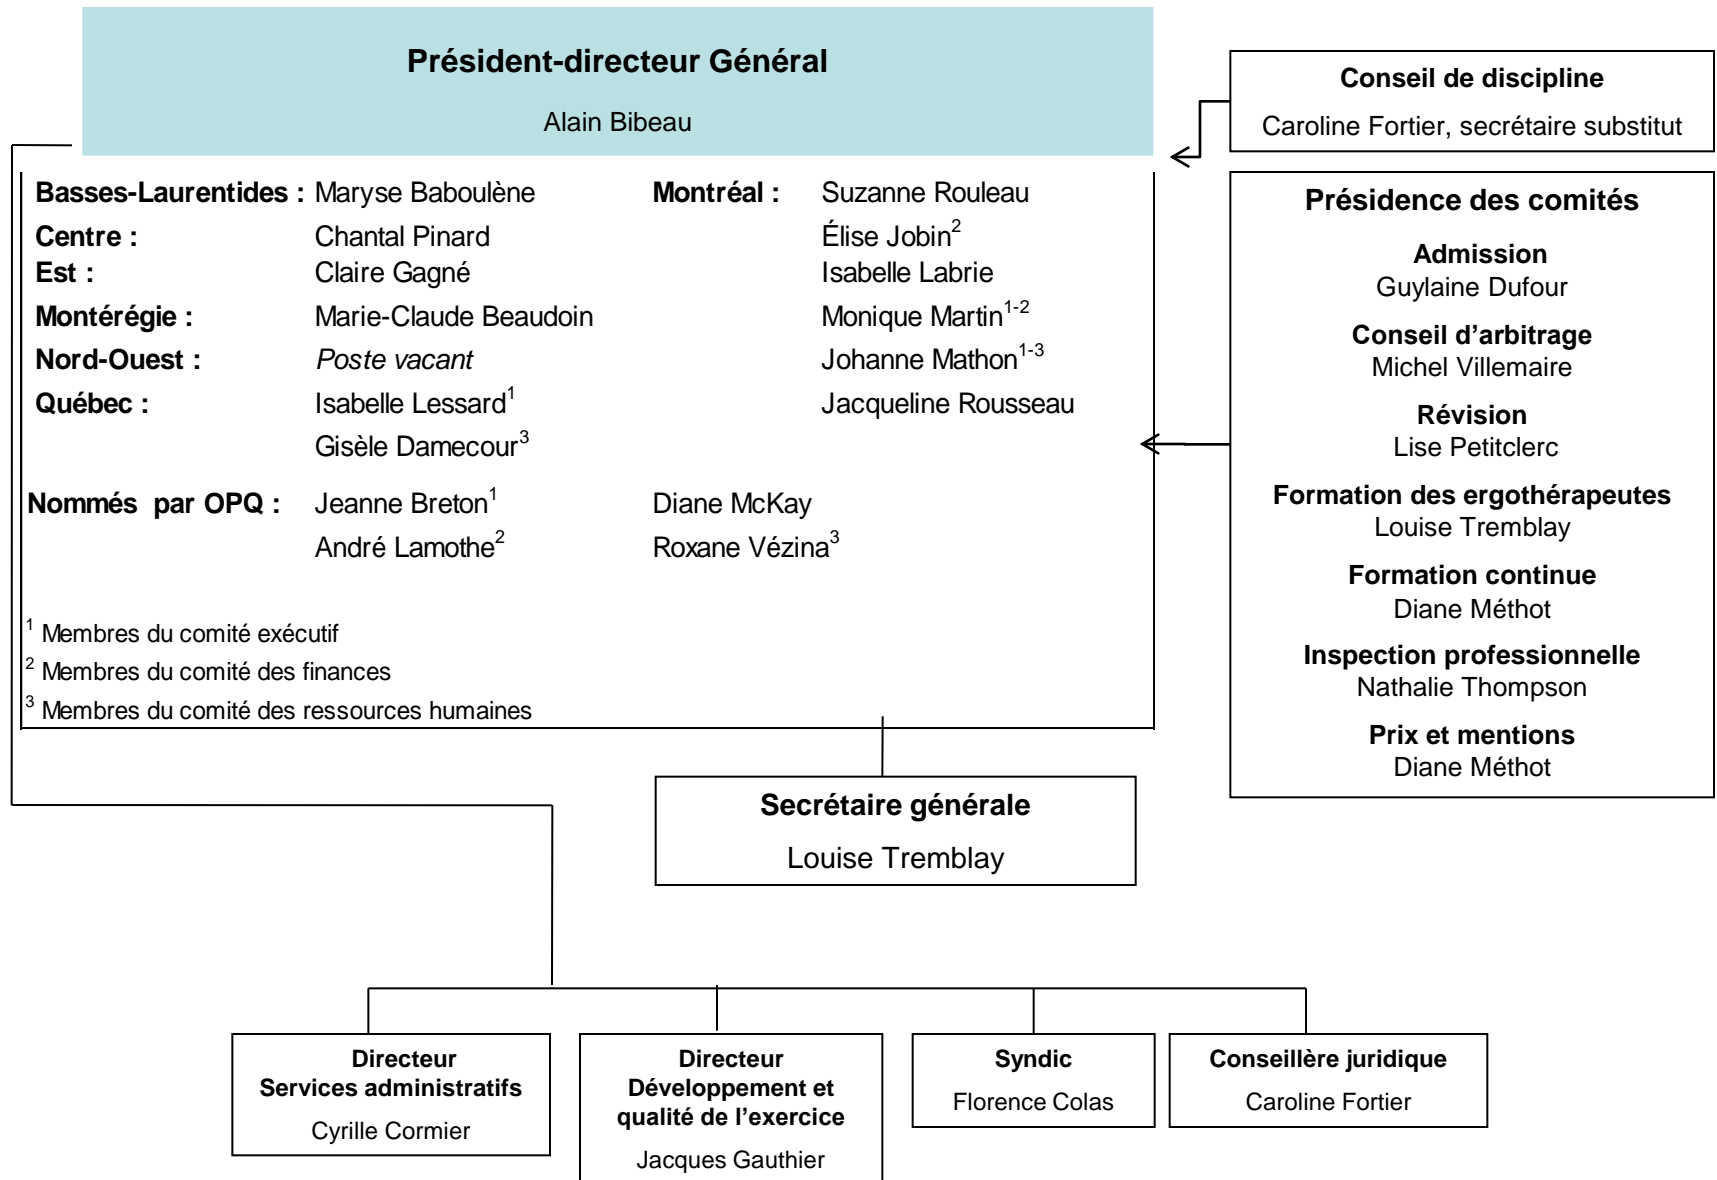 Président-directeur Général
Alain Bibeau
Conseil de discipline
Caroline Fortier, secrétaire substitut
Basses-Laurentides : Maryse Baboulène Montréal : Suzanne Rouleau
Centre : Chantal Pinard Élise Jobin2
Est : Claire Gagné Isabelle Labrie
Montérégie : Marie-Claude Beaudoin Monique Martin1-2
Nord-Ouest : Poste vacant Johanne Mathon1-3
Québec : Isabelle Lessard1 Jacqueline Rousseau
Gisèle Damecour3
Nommés par OPQ : Jeanne Breton1 Diane McKay
André Lamothe2 Roxane Vézina3
1 Membres du comité exécutif
2 Membres du comité des finances
3 Membres du comité des ressources humaines
Présidence des comités
Admission
Guylaine Dufour
Conseil d’arbitrage
Michel Villemaire
Révision
Lise Petitclerc
Formation des ergothérapeutes
Louise Tremblay
Formation continue
Diane Méthot
Inspection professionnelle
Nathalie Thompson
Prix et mentions
Diane Méthot
Secrétaire générale
Louise Tremblay
Directeur
Services administratifs
Cyrille Cormier
Directeur
Développement et
qualité de l’exercice
Jacques Gauthier
Syndic
Florence Colas
Conseillère juridique
Caroline Fortier